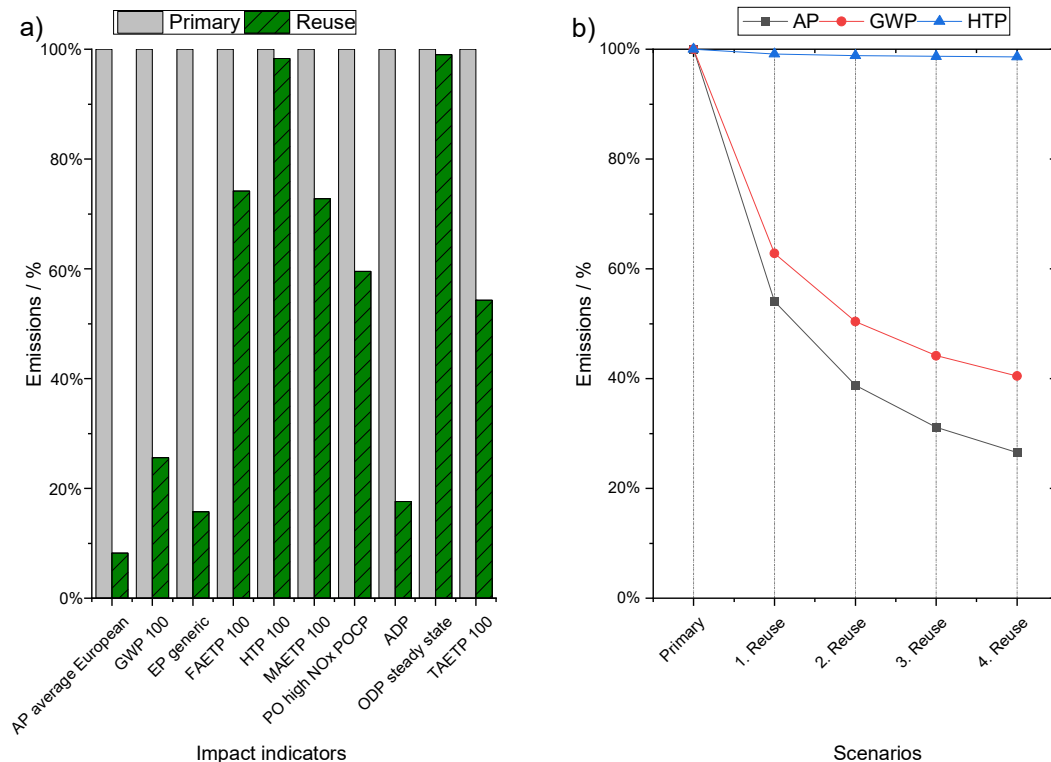 a)
Primary
Reuse
100%
80%
60%
40%
20%
0%
Emissions / %
AP average European
GWP 100
EP generic
FAETP 100
HTP 100
MAETP 100
PO high NOx POCP
ADP
ODP steady state
TAETP 100
Impact indicators
b)
AP
GWP
HTP
100%
80%
60%
40%
20%
0%
Emissions / %
Primary
1. Reuse
2. Reuse
3. Reuse
4. Reuse
Scenarios